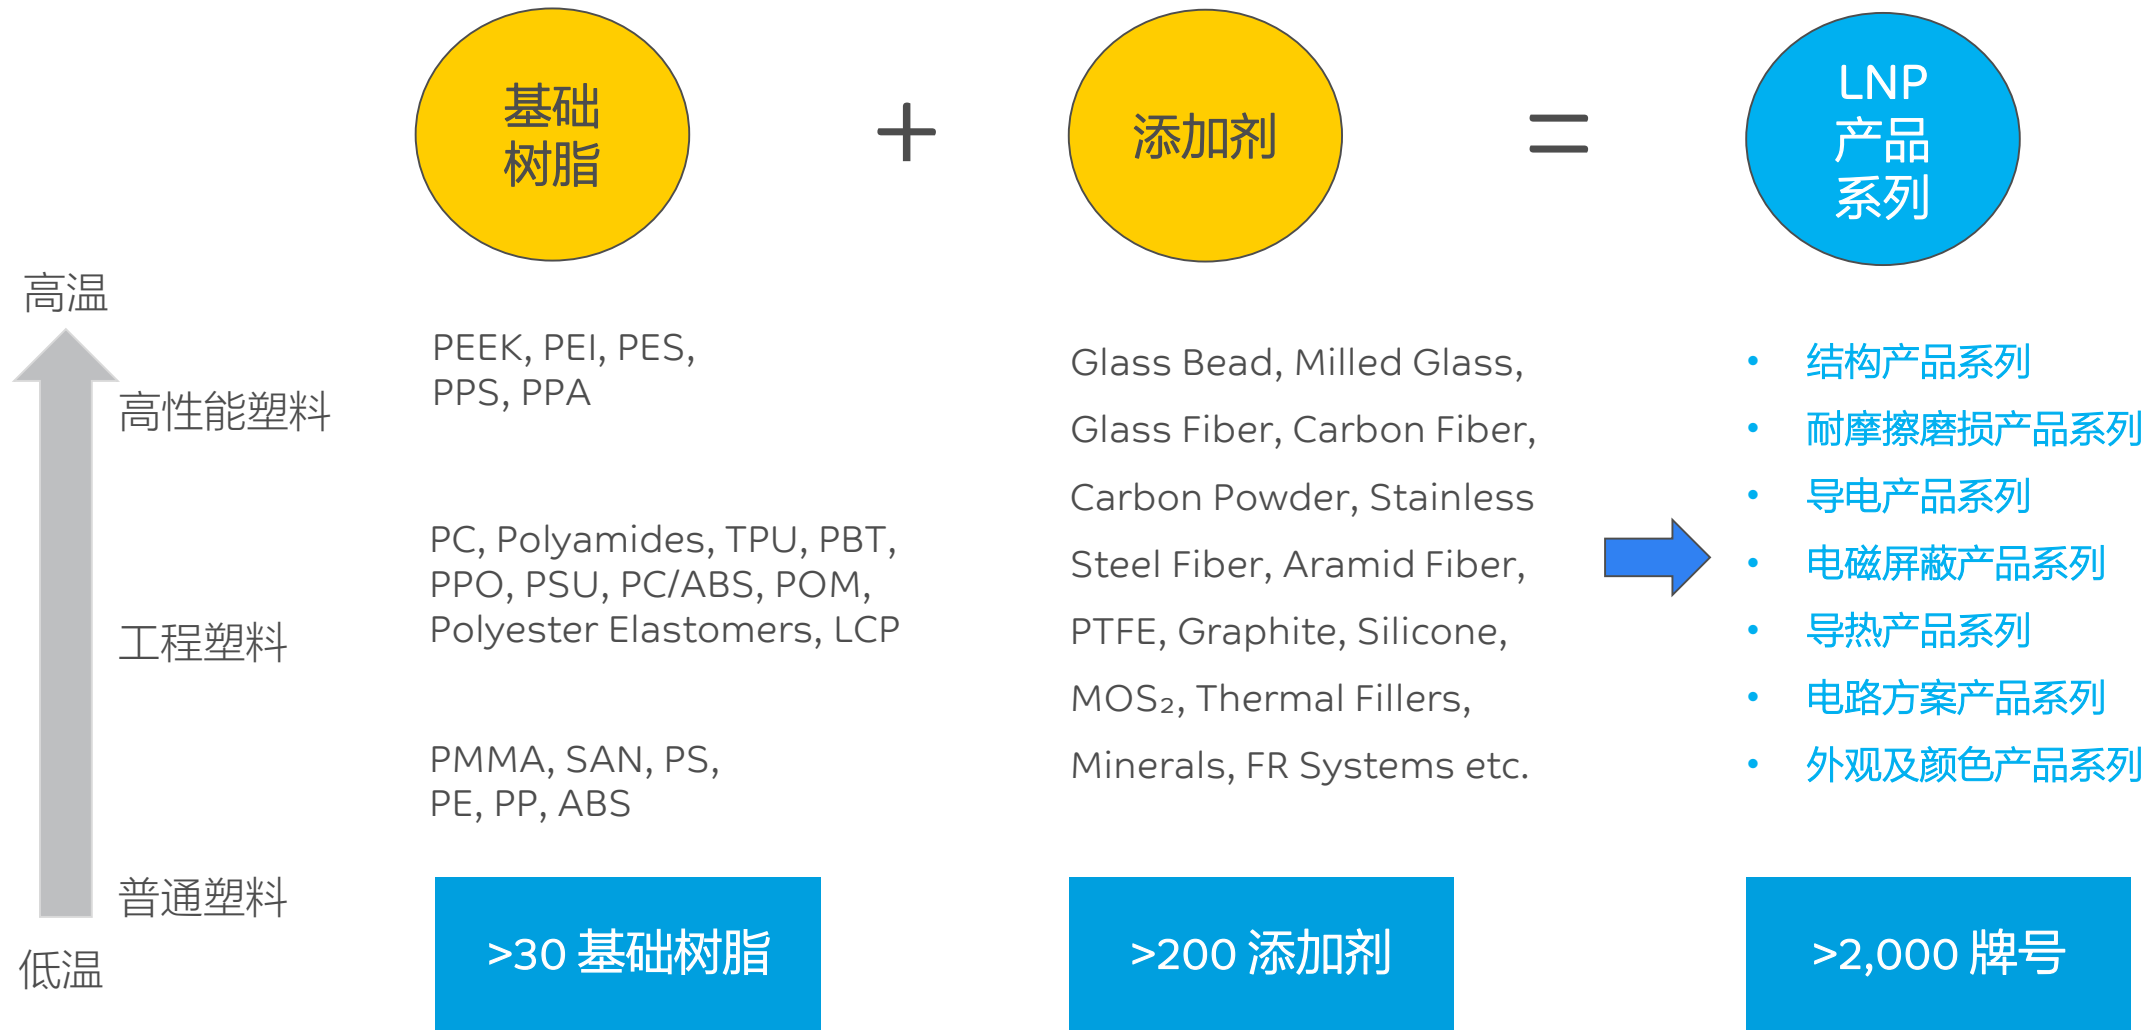 基础
树脂
+
添加剂
=
LNP
产品
系列
高温
高性能塑料
工程塑料
普通塑料
低温
PEEK, PEI, PES,
PPS, PPA
PC, Polyamides, TPU, PBT,
PPO, PSU, PC/ABS, POM,
Polyester Elastomers, LCP
PMMA, SAN, PS,
PE, PP, ABS
Glass Bead, Milled Glass,
Glass Fiber, Carbon Fiber,
Carbon Powder, Stainless
Steel Fiber, Aramid Fiber,
PTFE, Graphite, Silicone,
MOS₂, Thermal Fillers,
Minerals, FR Systems etc.
• 结构产品系列
• 耐摩擦磨损产品系列
• 导电产品系列
• 电磁屏蔽产品系列
• 导热产品系列
• 电路方案产品系列
• 外观及颜色产品系列
>30 基础树脂
>200 添加剂
>2,000 牌号